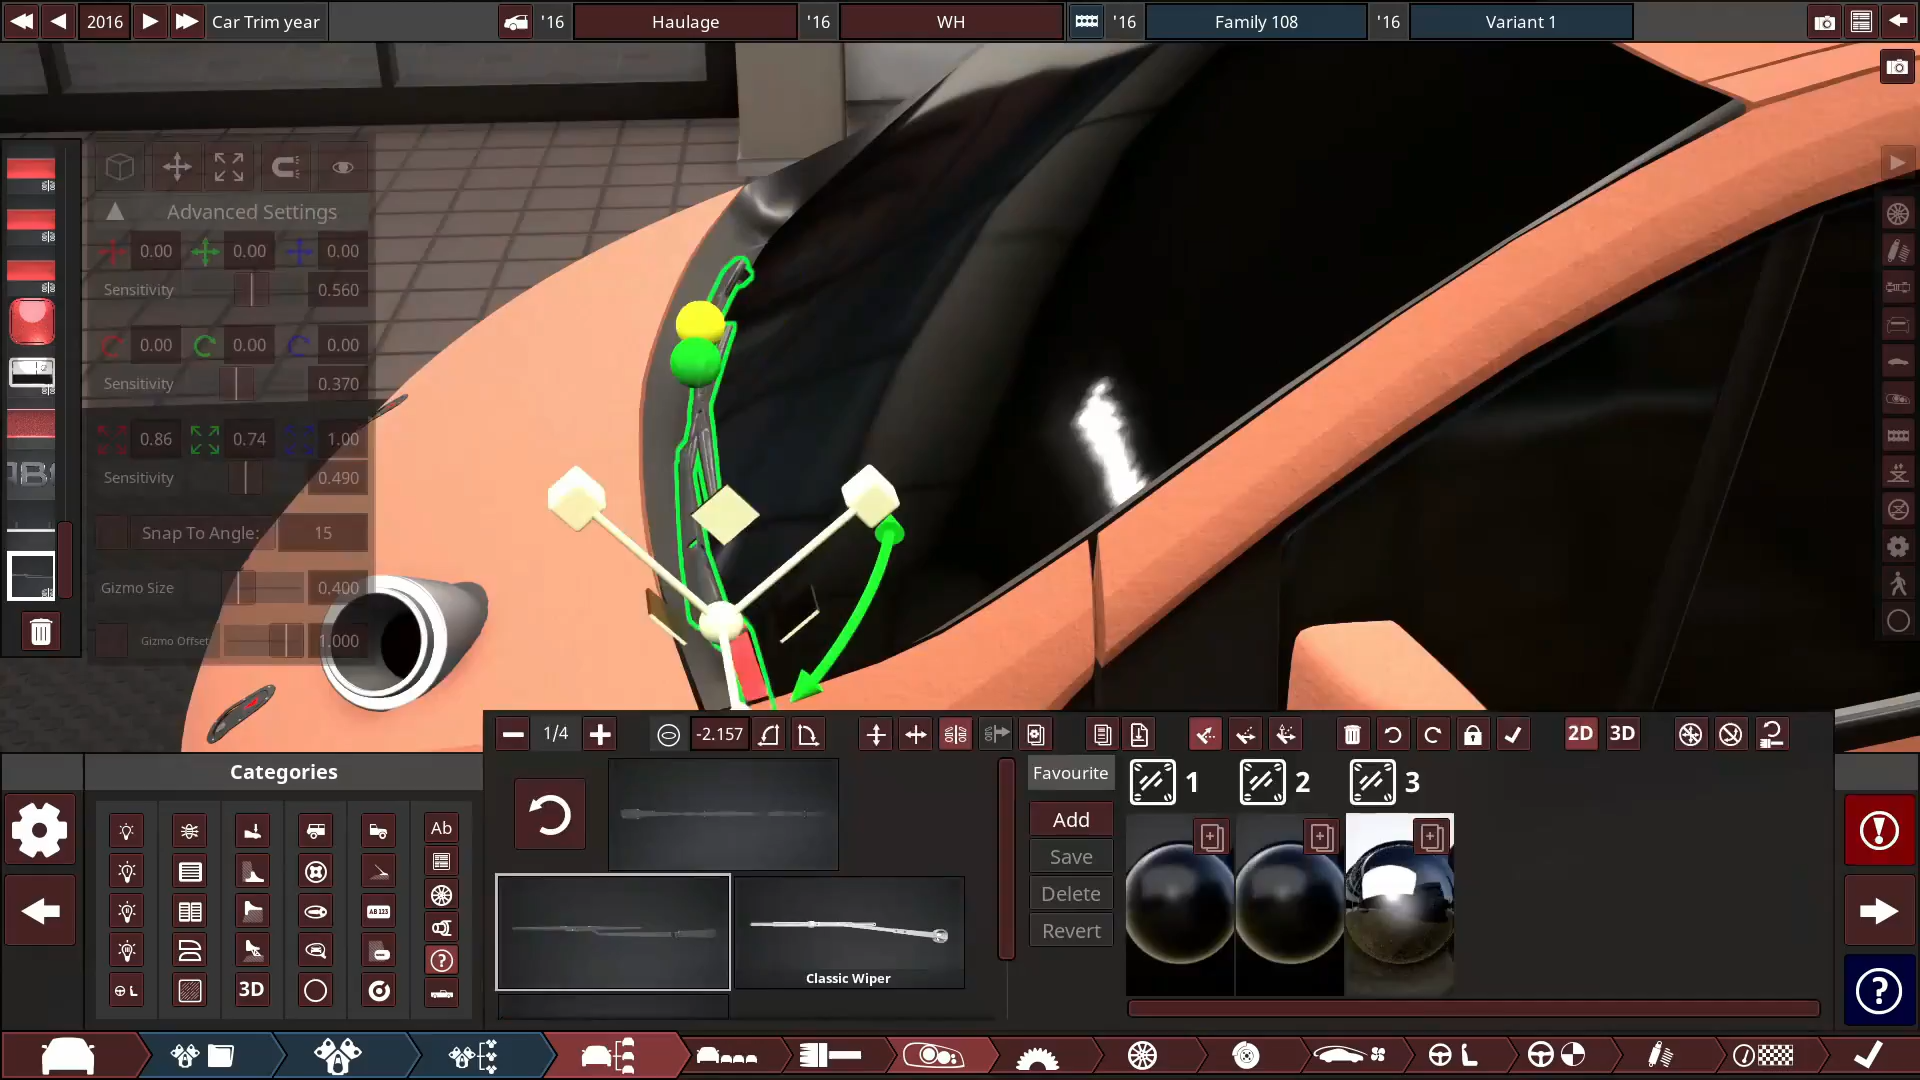 2016 Car Trim year '16 Haulage '16 WH '16 Family 108 '16 Variant 1
Advanced Settings
0.00 0.00 0.00
Sensitivity 0.560
0.00 0.00 0.00
Sensitivity 0.370
0.86 0.74 1.00
Sensitivity 0.490
Snap To Angle: 15
Gizmo Size 0.400
Gizmo Offset 1.000
1/4 -2.157 2D 3D
Categories
Ab
AB 123
3D
L
Classic Wiper
Favourite
Add
Save
Delete
Revert
1 2 3